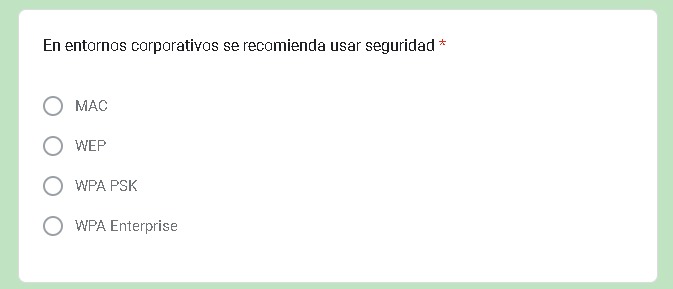 En entornos corporativos se recomienda usar seguridad *
MAC
WEP
WPA PSK
WPA Enterprise